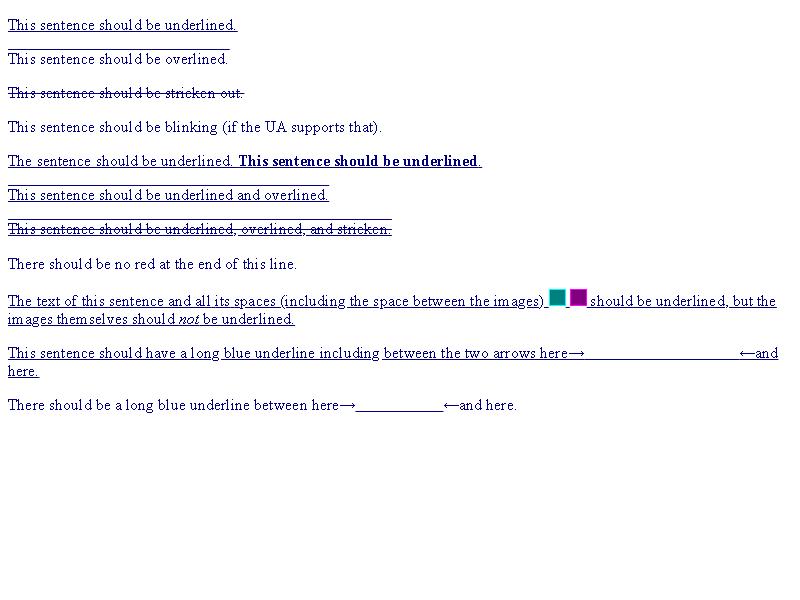 This sentence should be underlined.
This sentence should be overlined.
This sentence should be stricken out.
This sentence should be blinking (if the UA supports that).
The sentence should be underlined. This sentence should be underlined.
This sentence should be underlined and overlined.
This sentence should be underlined, overlined, and stricken.
There should be no red at the end of this line.
The text of this sentence and all its spaces (including the space between the images) should be underlined, but the
images themselves should not be underlined.
This sentence should have a long blue underline including between the two arrows here→ ←and
here.
There should be a long blue underline between here→ ←and here.